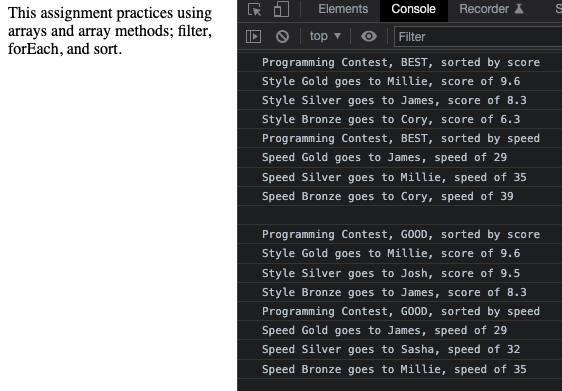 This assignment practices using
arrays and array methods; filter,
forEach, and sort.
Elements Console Recorder S
top Filter
Programming Contest, BEST, sorted by score
Style Gold goes to Millie, score of 9.6
Style Silver goes to James, score of 8.3
Style Bronze goes to Cory, score of 6.3
Programming Contest, BEST, sorted by speed
Speed Gold goes to James, speed of 29
Speed Silver goes to Millie, speed of 35
Speed Bronze goes to Cory, speed of 39
Programming Contest, GOOD, sorted by score
Style Gold goes to Millie, score of 9.6
Style Silver goes to Josh, score of 9.5
Style Bronze goes to James, score of 8.3
Programming Contest, GOOD, sorted by speed
Speed Gold goes to James, speed of 29
Speed Silver goes to Sasha, speed of 32
Speed Bronze goes to Millie, speed of 35